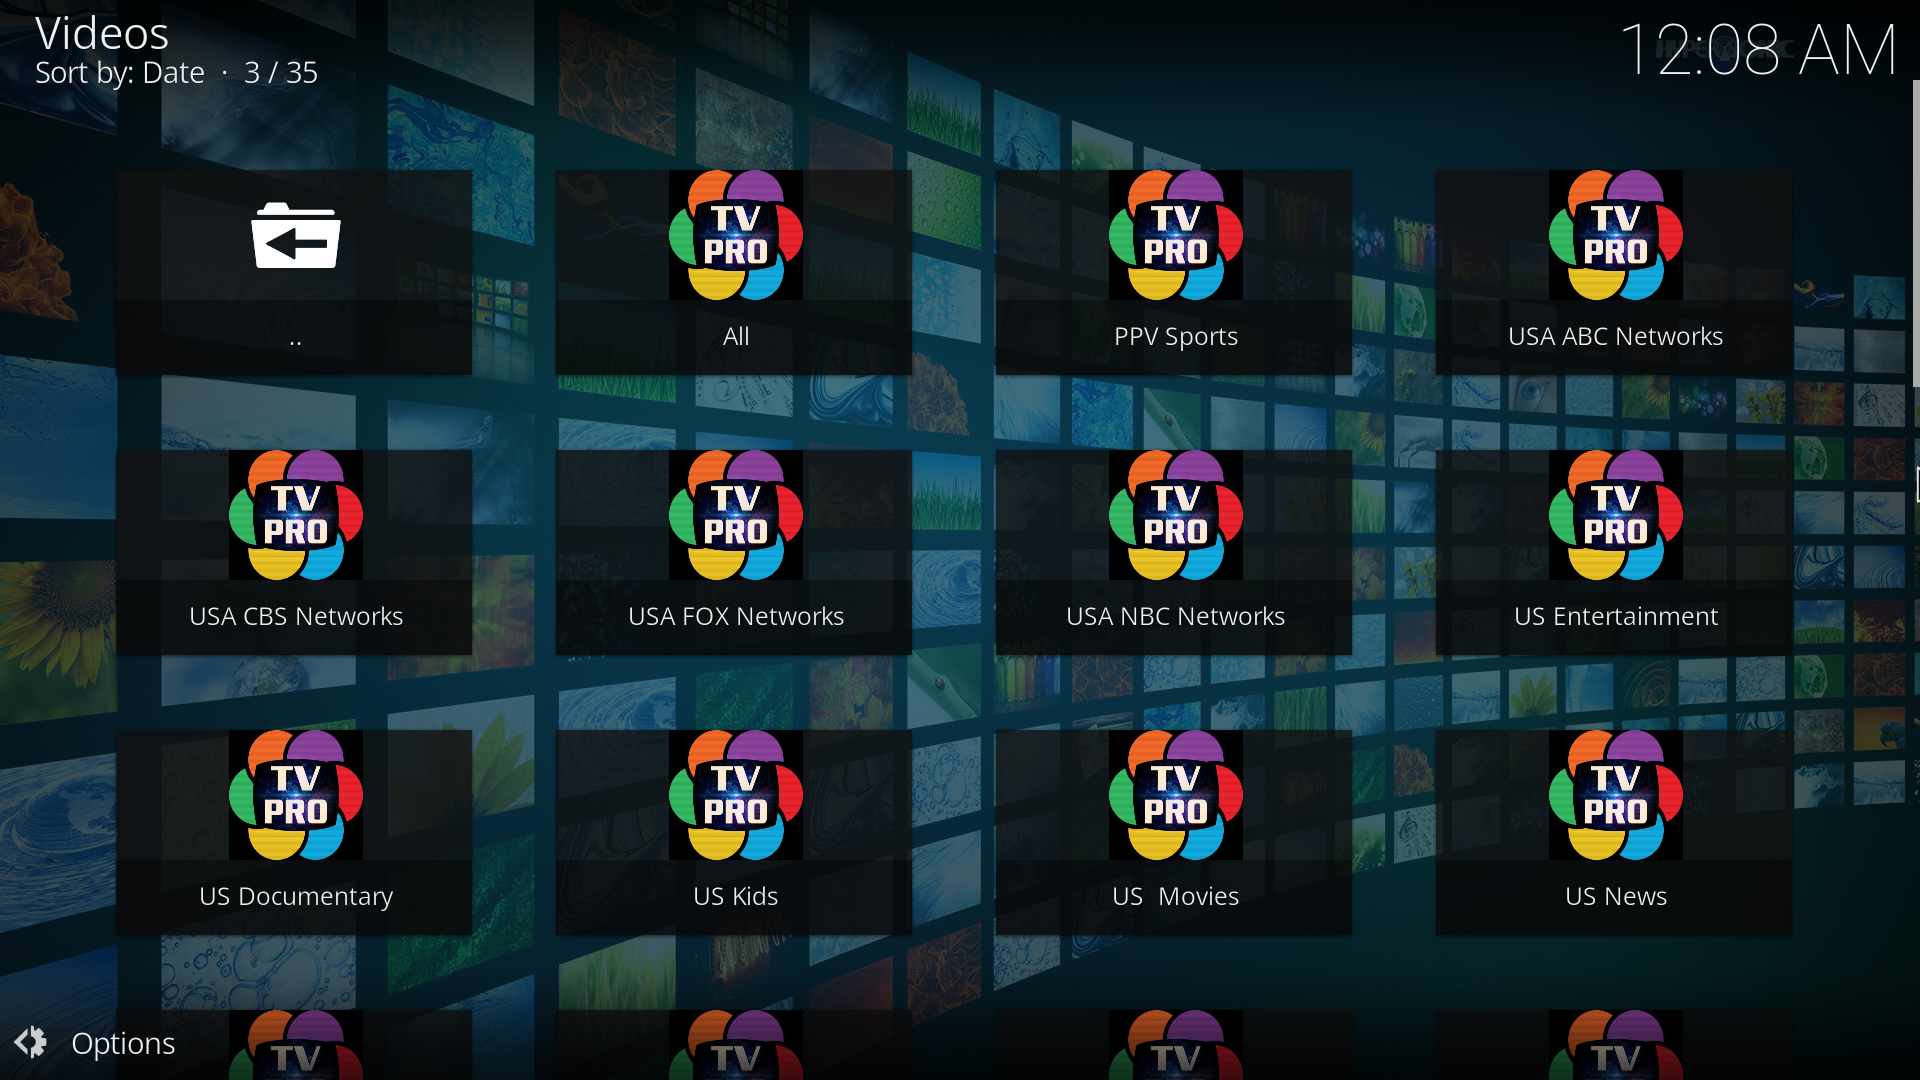 Videos
Sort by: Date · 3 / 35
12:08 AM
..
TV
PRO
All
TV
PRO
PPV Sports
TV
PRO
USA ABC Networks
TV
PRO
USA CBS Networks
TV
PRO
USA FOX Networks
TV
PRO
USA NBC Networks
TV
PRO
US Entertainment
TV
PRO
US Documentary
TV
PRO
US Kids
TV
PRO
US  Movies
TV
PRO
US News
TV
TV
TV
TV
Options